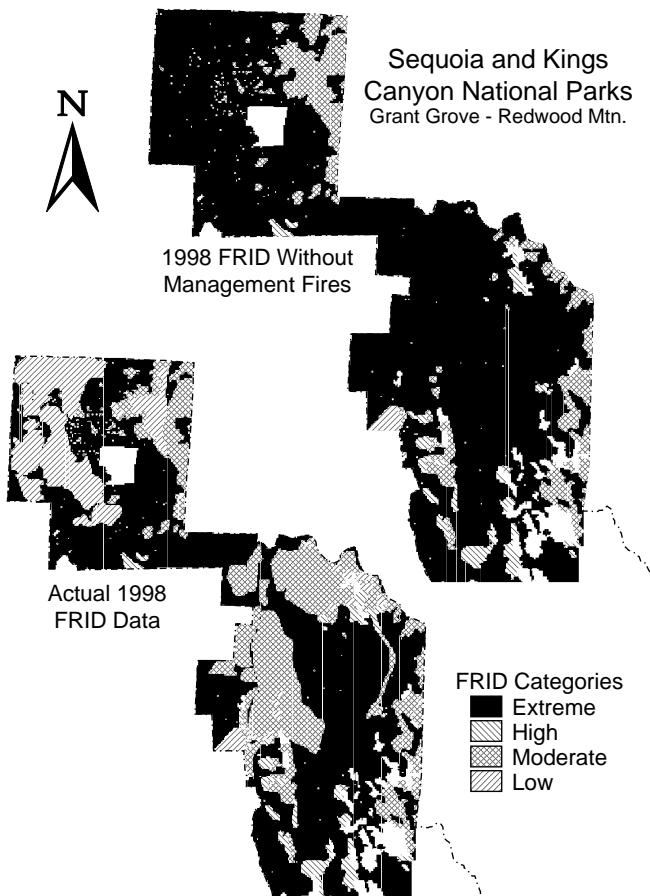 Sequoia and Kings
Canyon National Parks
Grant Grove - Redwood Mtn.
N
1998 FRID Without
Management Fires
Actual 1998
FRID Data
FRID Categories
Extreme
High
Moderate
Low